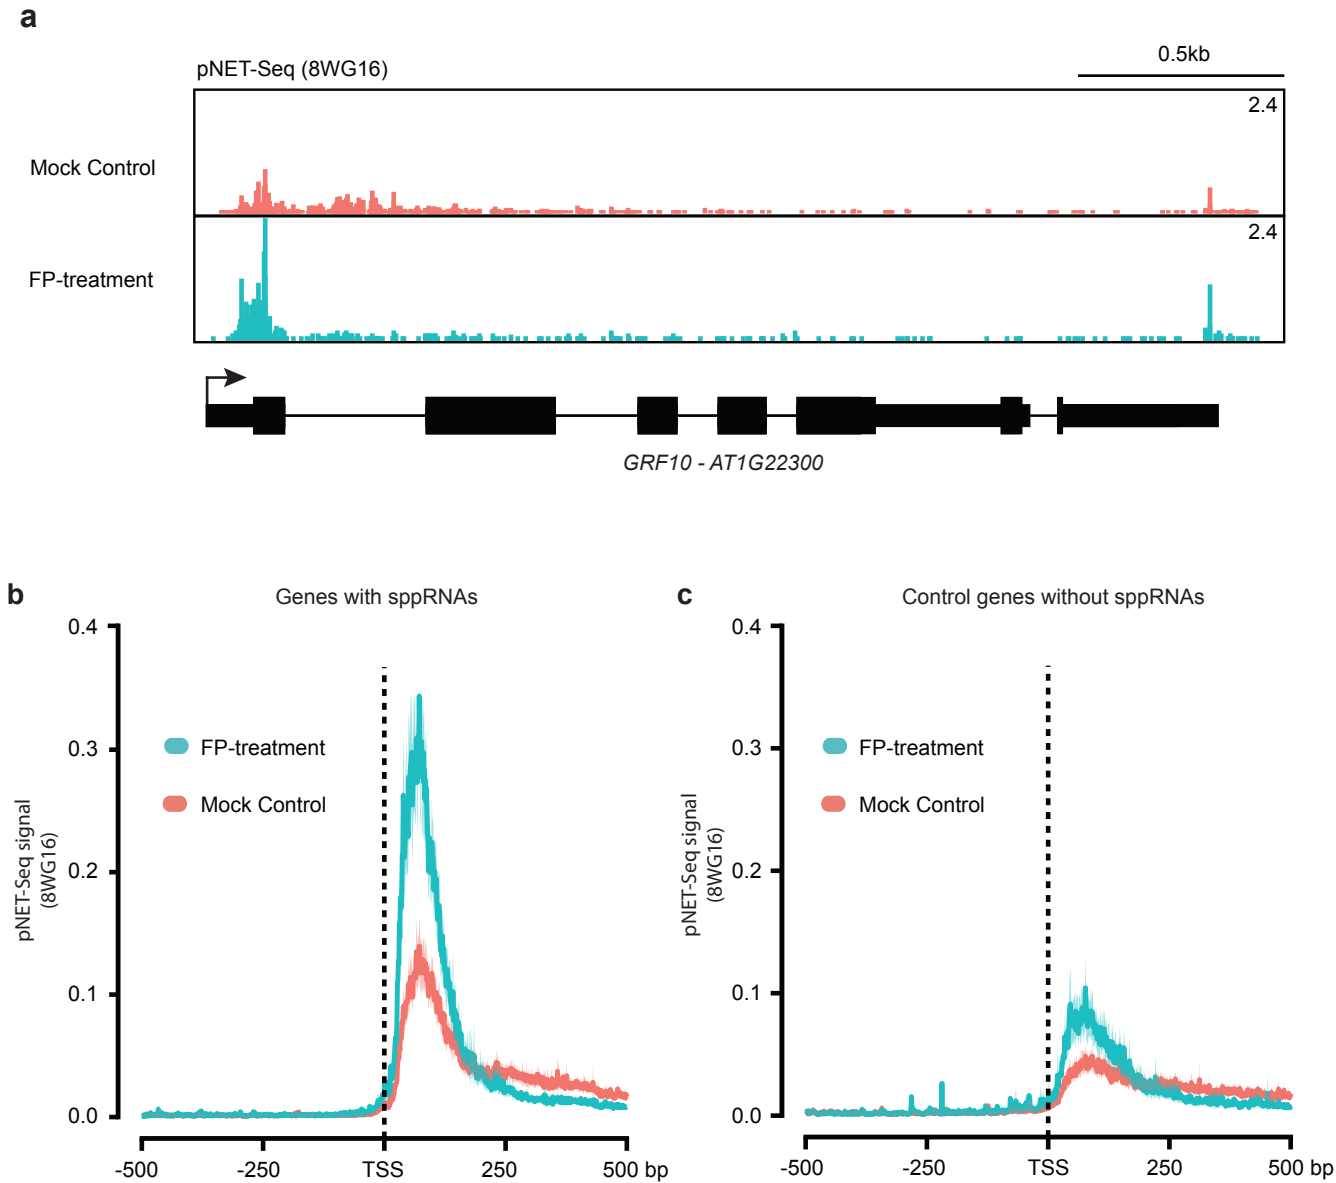 a
pNET-Seq (8WG16)
0.5kb
2.4
Mock Control
2.4
FP-treatment
GRF10 - AT1G22300
b
Genes with sppRNAs
0.4
0.3
0.2
0.1
0.0
pNET-Seq signal
(8WG16)
FP-treatment
Mock Control
-500
-250
TSS
250
500 bp
c
Control genes without sppRNAs
0.4
0.3
0.2
0.1
0.0
pNET-Seq signal
(8WG16)
FP-treatment
Mock Control
-500
-250
TSS
250
500 bp